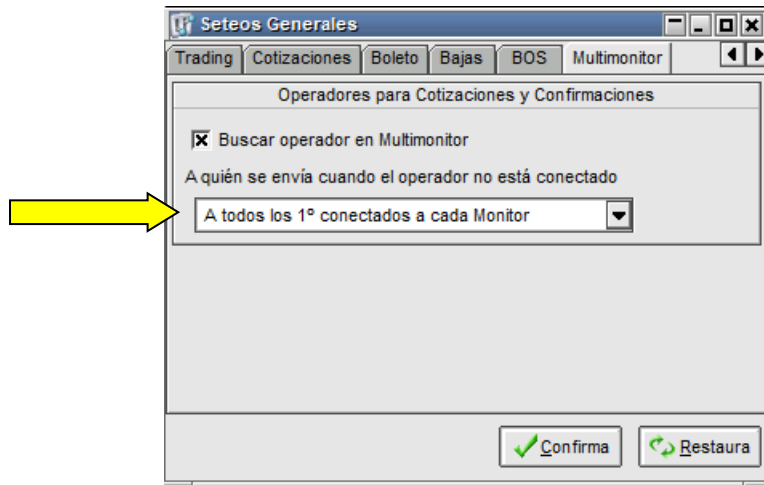 Seteos Generales
Trading Cotizaciones Boleto Bajas BOS Multimonitor
Operadores para Cotizaciones y Confirmaciones
Buscar operador en Multimonitor
A quién se envía cuando el operador no está conectado
A todos los 1º conectados a cada Monitor
Confirma Restaura